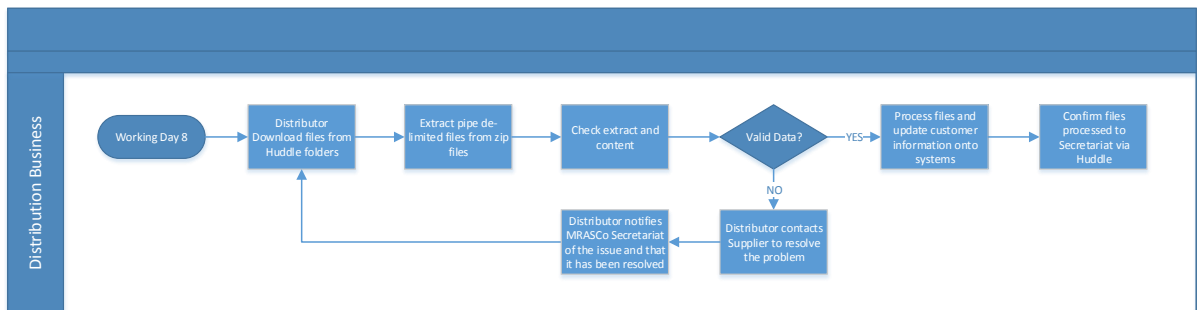 Distribution Business
Working Day 8
Distributor
Download files from
Huddle folders
Extract pipe de-
limited files from zip
files
Check extract and
content
Valid Data?
YES
Process files and
update customer
information onto
systems
Confirm files
processed to
Secretariat via
Huddle
NO
Distributor notifies
MRASCo Secretariat
of the issue and that
it has been resolved
Distributor contacts
Supplier to resolve
the problem